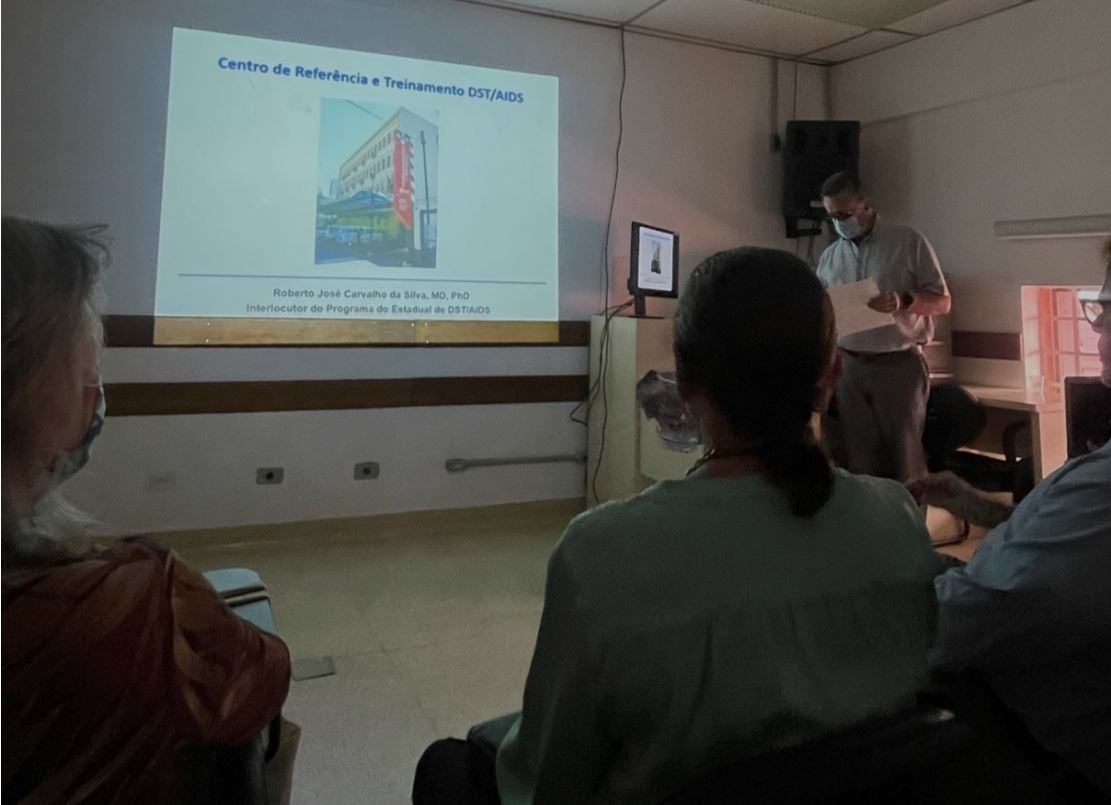 Centro de Referência e Treinamento DST/AIDS
Roberto José Carvalho da Silva, MD, PhD
Interlocutor do Programa do Estadual de DST/AIDS